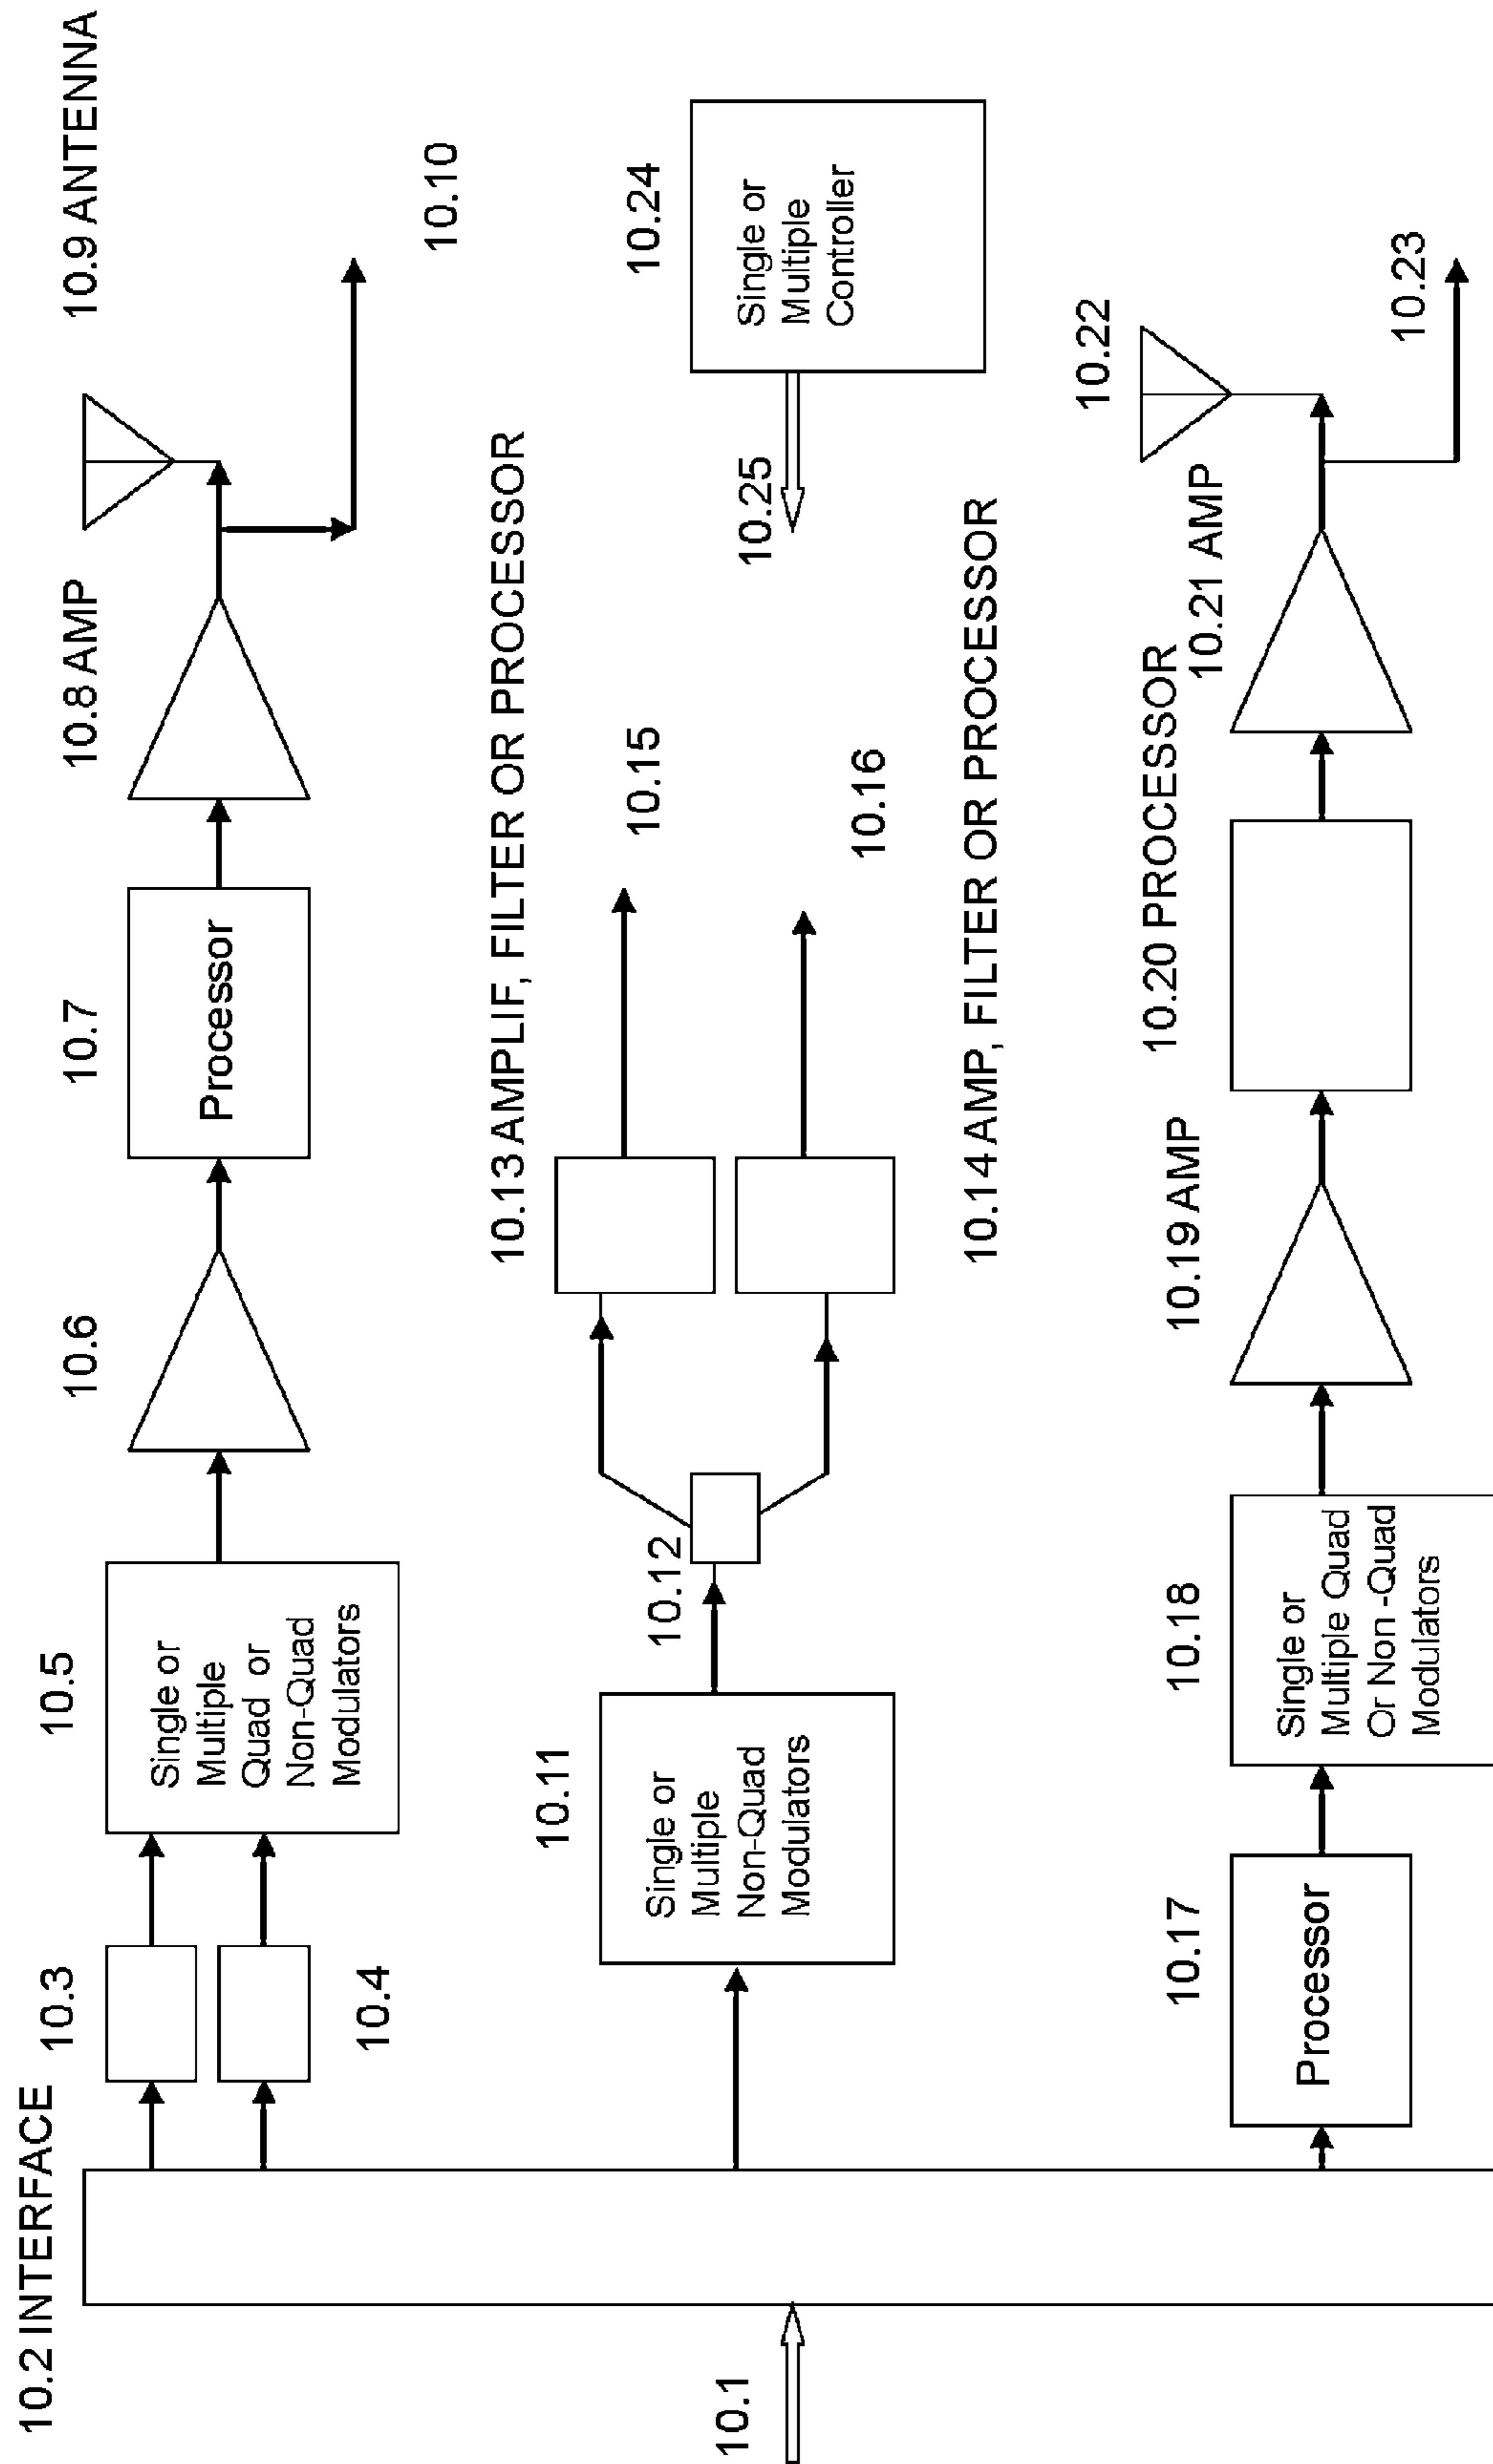 10.2 INTERFACE
10.3
10.4
10.5
Single or
Multiple
Quad or
Non-Quad
Modulators
10.6
10.7
Processor
10.8 AMP
10.9 ANTENNA
10.10
10.1
10.11
Single or
Multiple
Non-Quad
Modulators
10.12
10.13 AMPLIF, FILTER OR PROCESSOR
10.15
10.16
10.14 AMP, FILTER OR PROCESSOR
10.24
Single or
Multiple
Controller
10.25
10.17
Processor
10.18
Single or
Multiple Quad
Or Non -Quad
Modulators
10.19 AMP
10.20 PROCESSOR
10.21 AMP
10.22
10.23